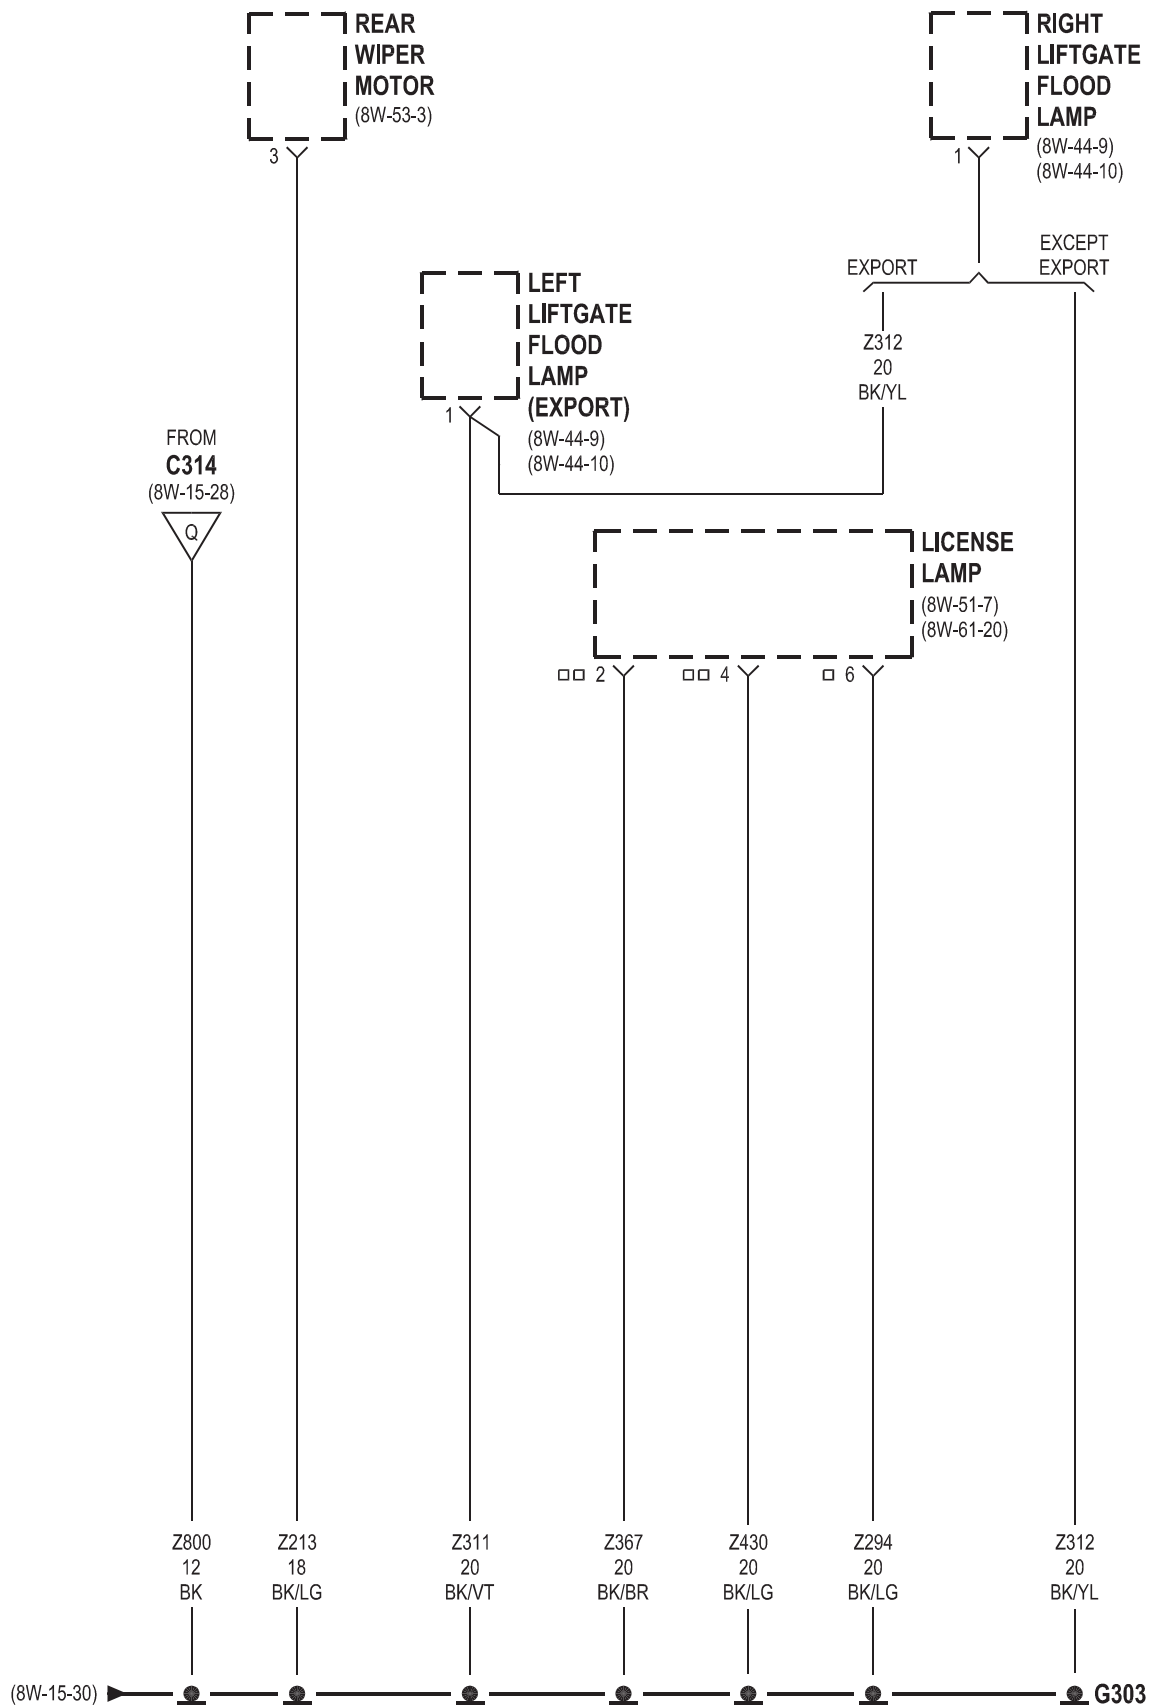 REAR
WIPER
MOTOR
(8W-53-3)
3
RIGHT
LIFTGATE
FLOOD
LAMP
(8W-44-9)
(8W-44-10)
1
EXPORT
EXCEPT
EXPORT
LEFT
LIFTGATE
FLOOD
LAMP
(EXPORT)
(8W-44-9)
(8W-44-10)
1
Z312
20
BK/YL
FROM
C314
(8W-15-28)
Q
LICENSE
LAMP
(8W-51-7)
(8W-61-20)
2
4
6
Z800
12
BK
Z213
18
BK/LG
Z311
20
BK/VT
Z367
20
BK/BR
Z430
20
BK/LG
Z294
20
BK/LG
Z312
20
BK/YL
(8W-15-30)
G303